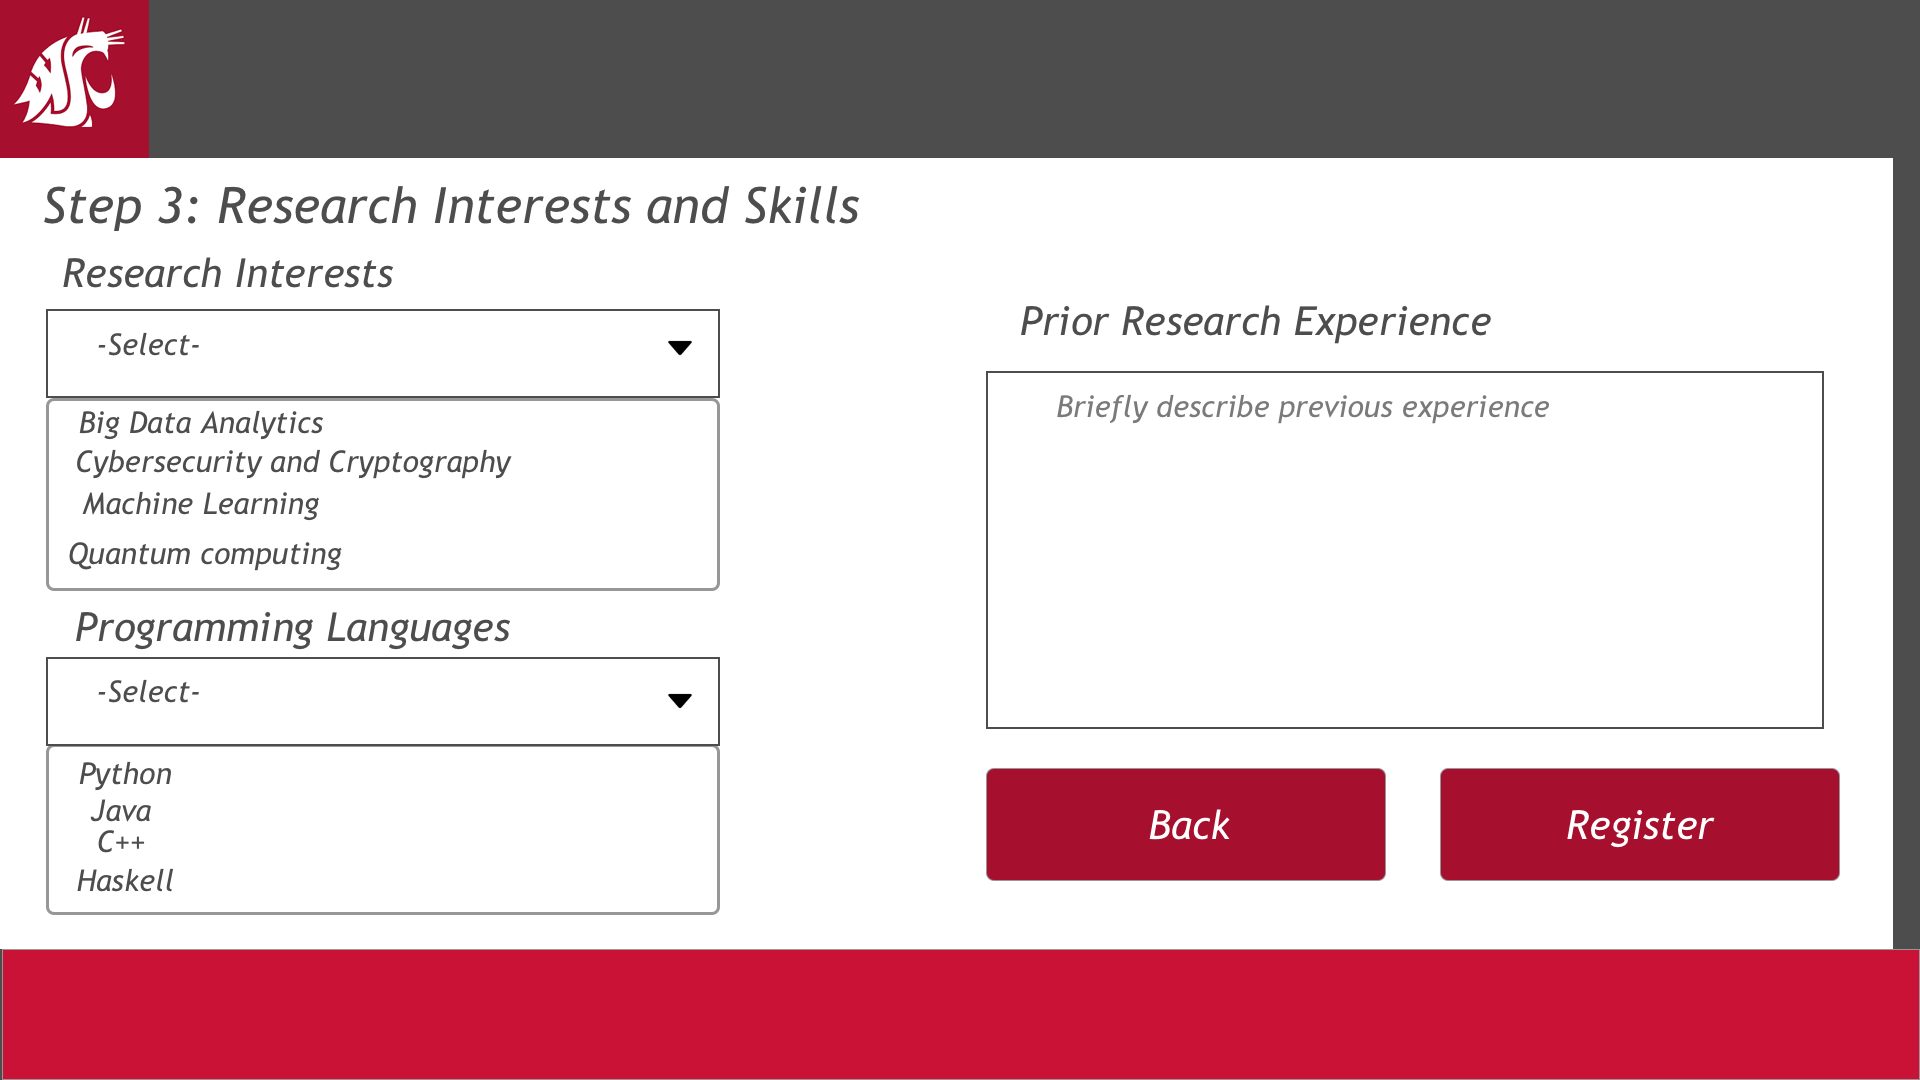 Step 3: Research Interests and Skills
Research Interests
-Select-
Big Data Analytics
Cybersecurity and Cryptography
Machine Learning
Quantum computing
Programming Languages
-Select-
Python
Java
C++
Haskell
Prior Research Experience
Briefly describe previous experience
Back
Register